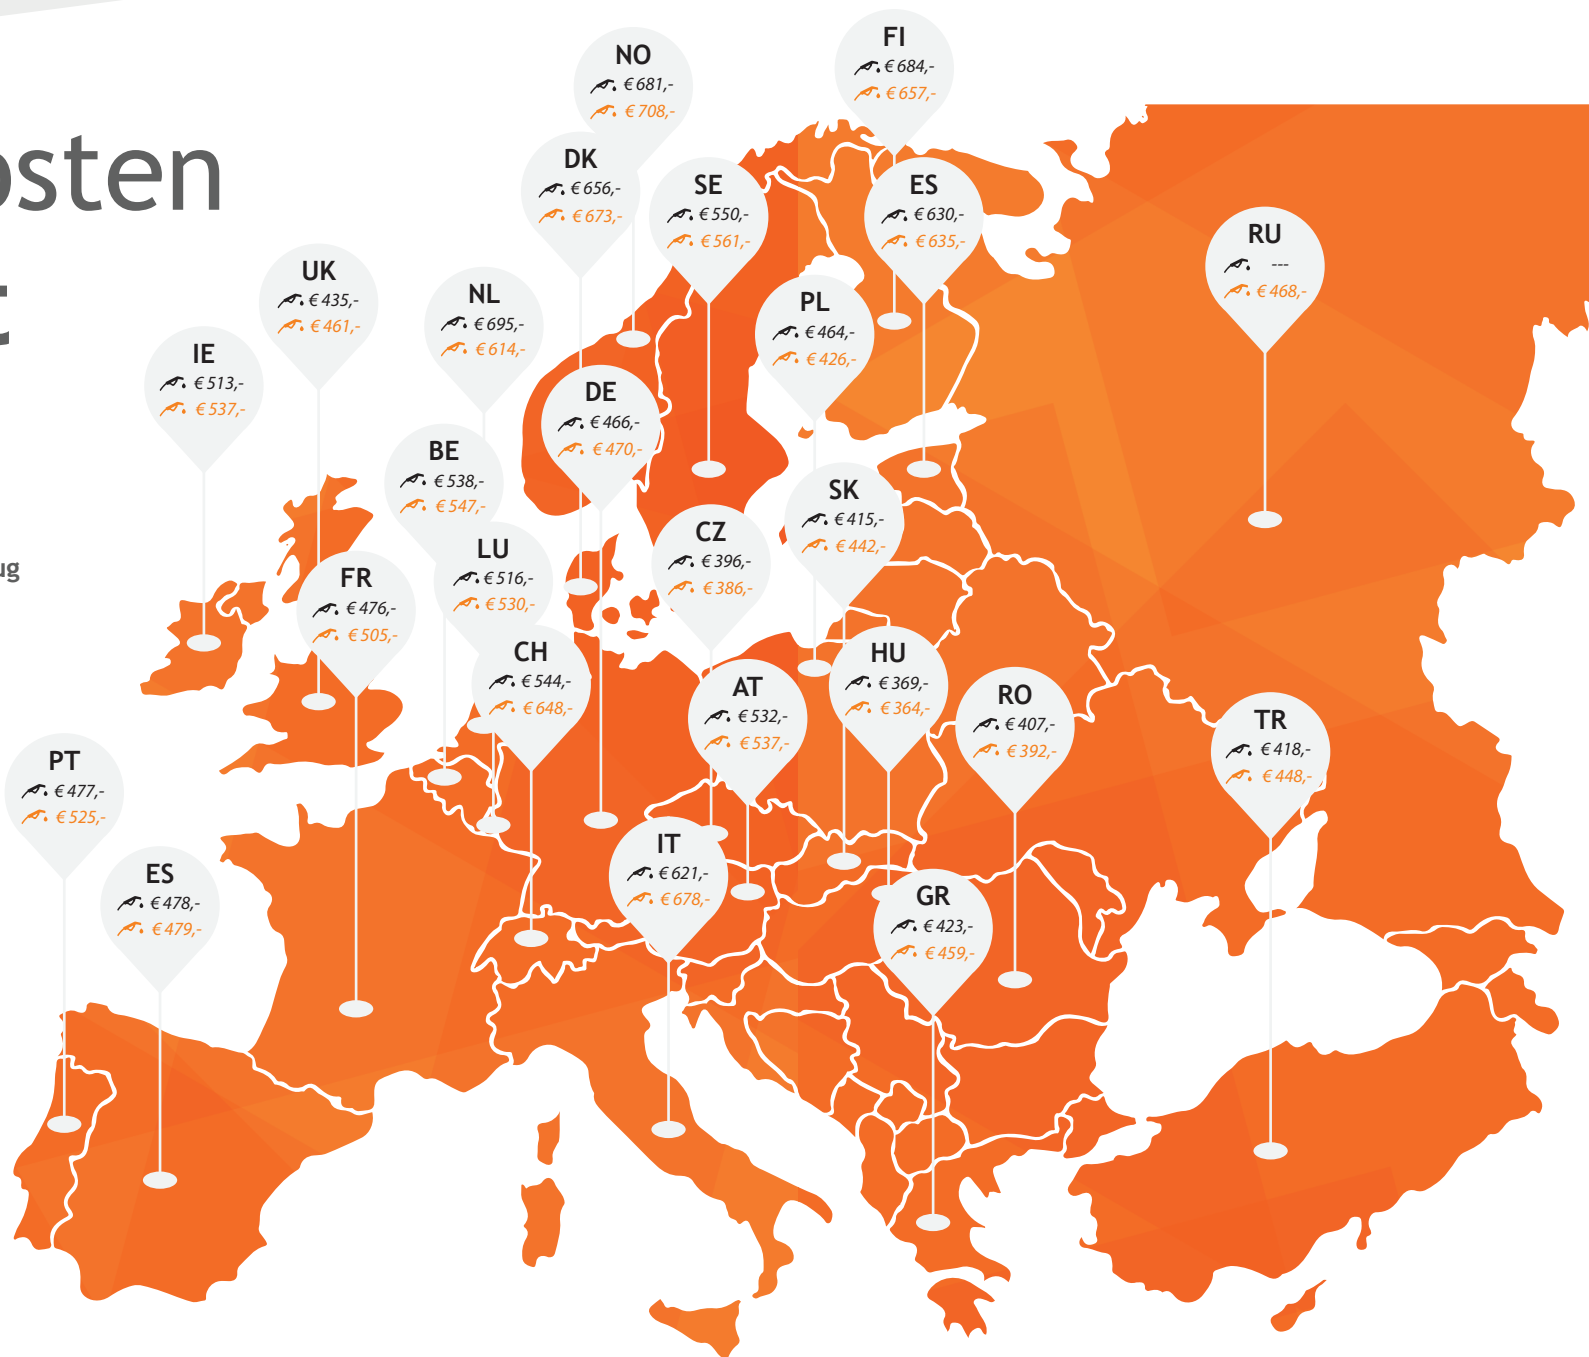 osten
t
ug
NO
€ 681,-
€ 708,-
FI
€ 684,-
€ 657,-
DK
€ 656,-
€ 673,-
SE
€ 550,-
€ 561,-
ES
€ 630,-
€ 635,-
RU
---
€ 468,-
UK
€ 435,-
€ 461,-
NL
€ 695,-
€ 614,-
PL
€ 464,-
€ 426,-
IE
€ 513,-
€ 537,-
DE
€ 466,-
€ 470,-
BE
€ 538,-
€ 547,-
SK
€ 415,-
€ 442,-
CZ
€ 396,-
€ 386,-
LU
€ 516,-
€ 530,-
FR
€ 476,-
€ 505,-
CH
€ 544,-
€ 648,-
HU
€ 369,-
€ 364,-
AT
€ 532,-
€ 537,-
RO
€ 407,-
€ 392,-
TR
€ 418,-
€ 448,-
PT
€ 477,-
€ 525,-
IT
€ 621,-
€ 678,-
ES
€ 478,-
€ 479,-
GR
€ 423,-
€ 459,-